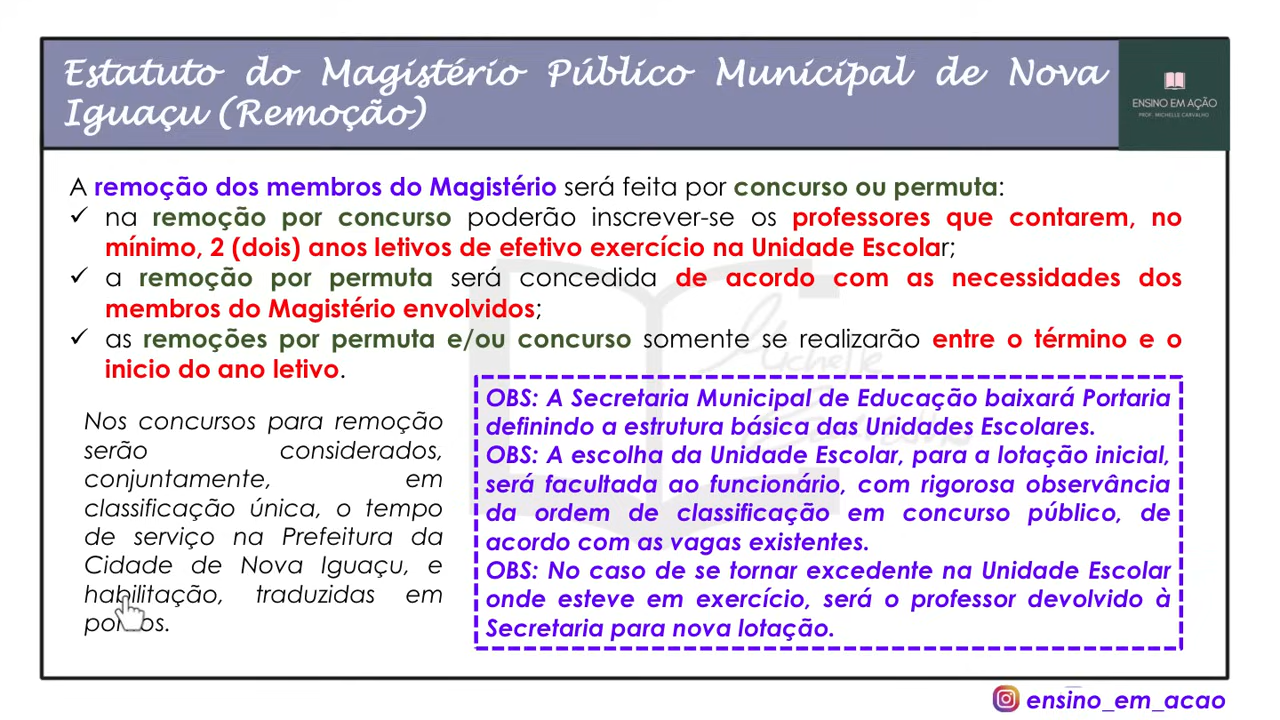 Estatuto do Magistério Público Municipal de Nova
Iguaçu (Remoção)
ENSINO EM AÇÃO
PROF. MICHELLE CARVALHO
A remoção dos membros do Magistério será feita por concurso ou permuta:
✓ na remoção por concurso poderão inscrever-se os professores que contarem, no
mínimo, 2 (dois) anos letivos de efetivo exercício na Unidade Escolar;
✓ a remoção por permuta será concedida de acordo com as necessidades dos
membros do Magistério envolvidos;
✓ as remoções por permuta e/ou concurso somente se realizarão entre o término e o
inicio do ano letivo.
Nos concursos para remoção
serão considerados,
conjuntamente, em
classificação única, o tempo
de serviço na Prefeitura da
Cidade de Nova Iguaçu, e
habilitação, traduzidas em
pontos.
OBS: A Secretaria Municipal de Educação baixará Portaria
definindo a estrutura básica das Unidades Escolares.
OBS: A escolha da Unidade Escolar, para a lotação inicial,
será facultada ao funcionário, com rigorosa observância
da ordem de classificação em concurso público, de
acordo com as vagas existentes.
OBS: No caso de se tornar excedente na Unidade Escolar
onde esteve em exercício, será o professor devolvido à
Secretaria para nova lotação.
Michelle
ensino_em_acao